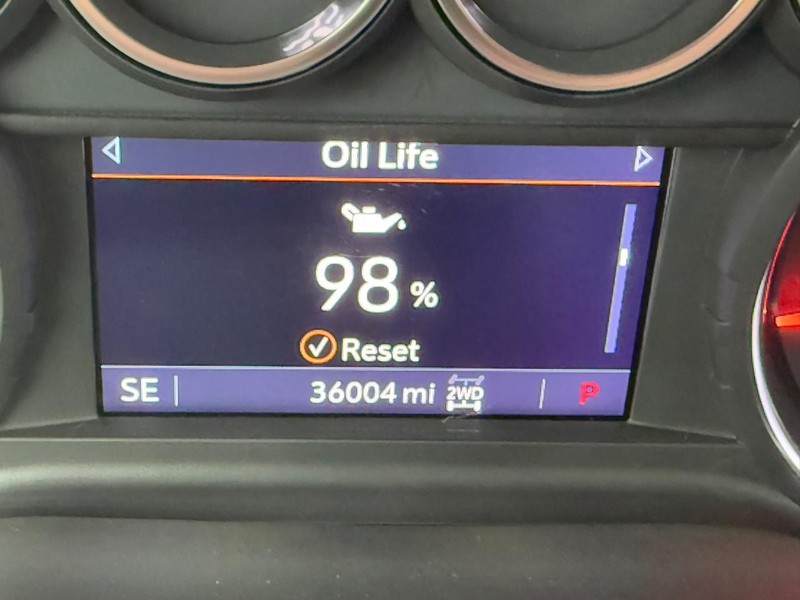 Oil Life
98 %
Reset
SE 36004 mi 2WD P